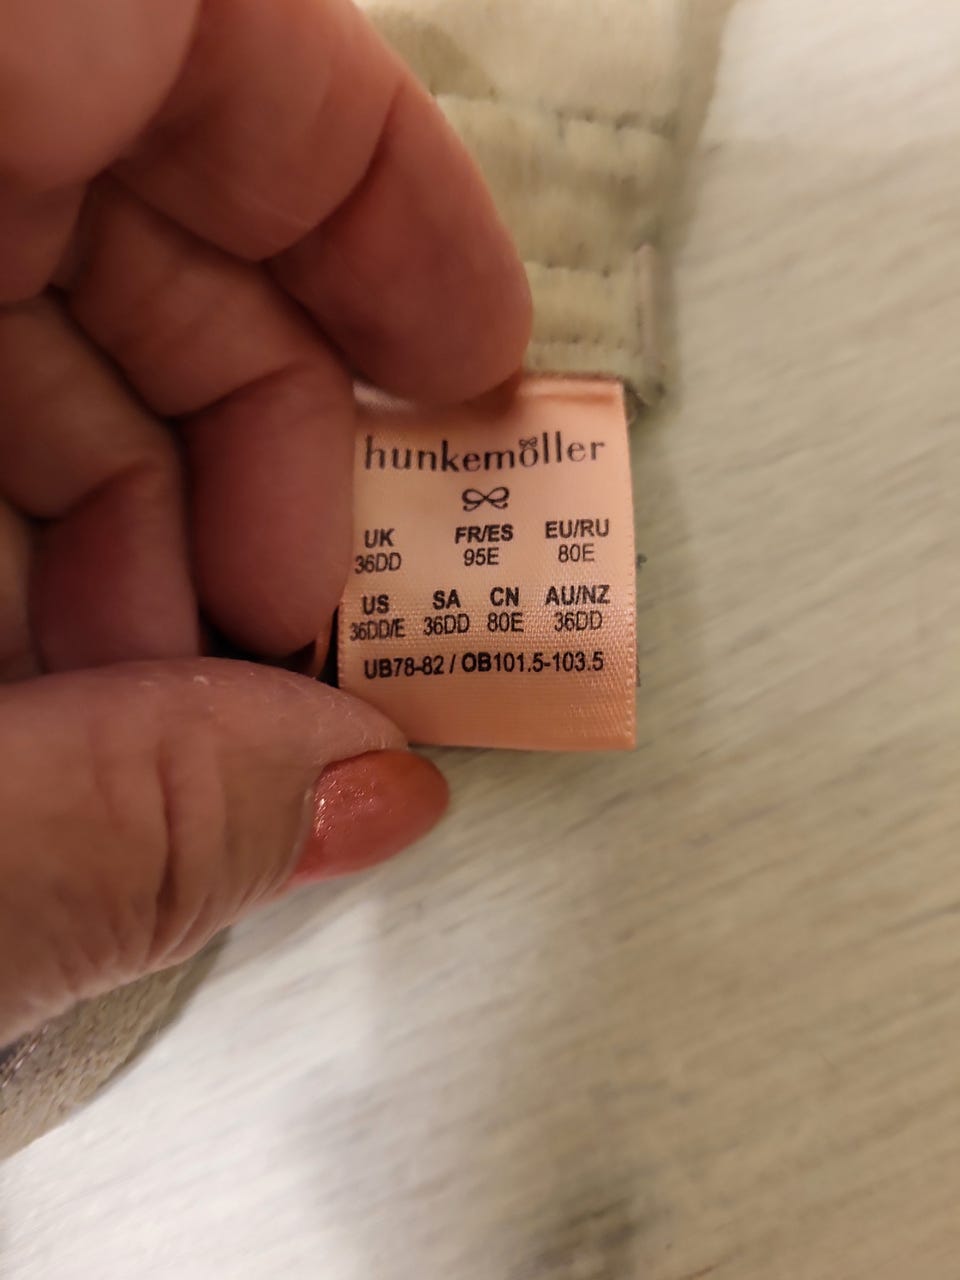 hunkemöller
UK FR/ES EU/RU
36DD 95E 80E
US SA CN AU/NZ
36DD/E 36DD 80E 36DD
UB78-82 / OB101.5-103.5